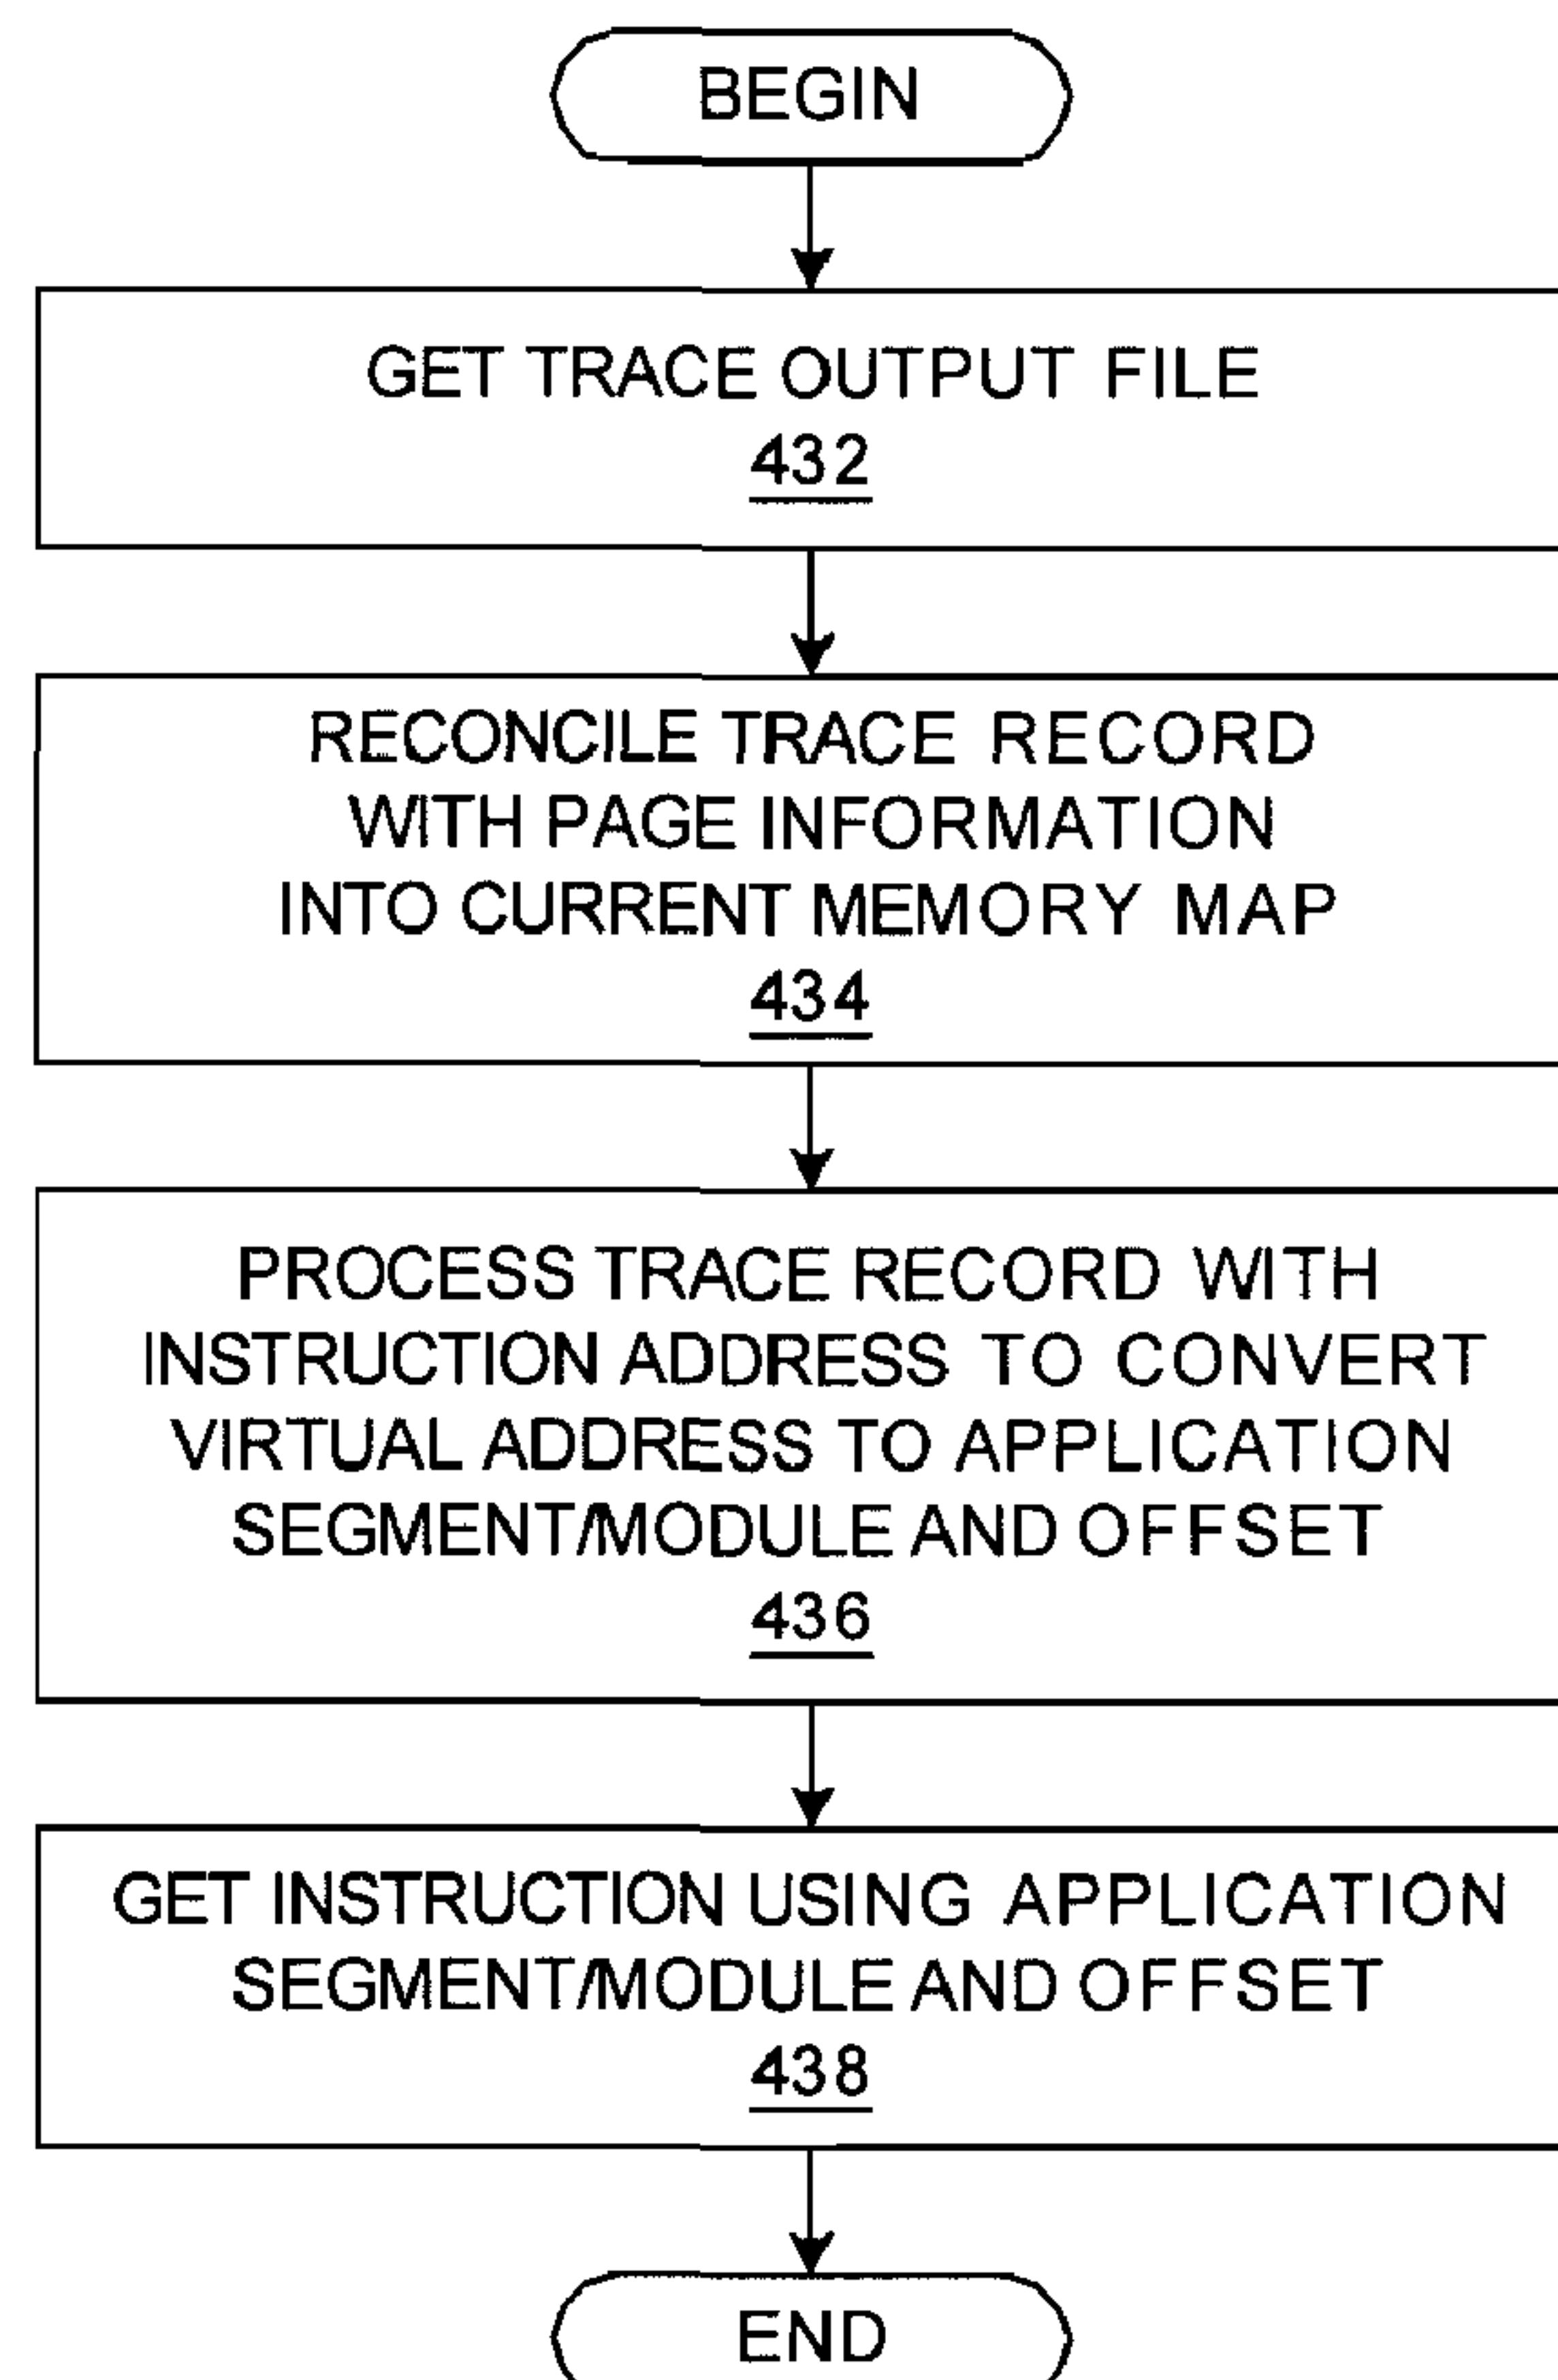 BEGIN
GET TRACE OUTPUT FILE
432
RECONCILE TRACE RECORD
WITH PAGE INFORMATION
INTO CURRENT MEMORY MAP
434
PROCESS TRACE RECORD WITH
INSTRUCTION ADDRESS TO CONVERT
VIRTUAL ADDRESS TO APPLICATION
SEGMENT/MODULE AND OFFSET
436
GET INSTRUCTION USING APPLICATION
SEGMENT/MODULE AND OFFSET
438
END